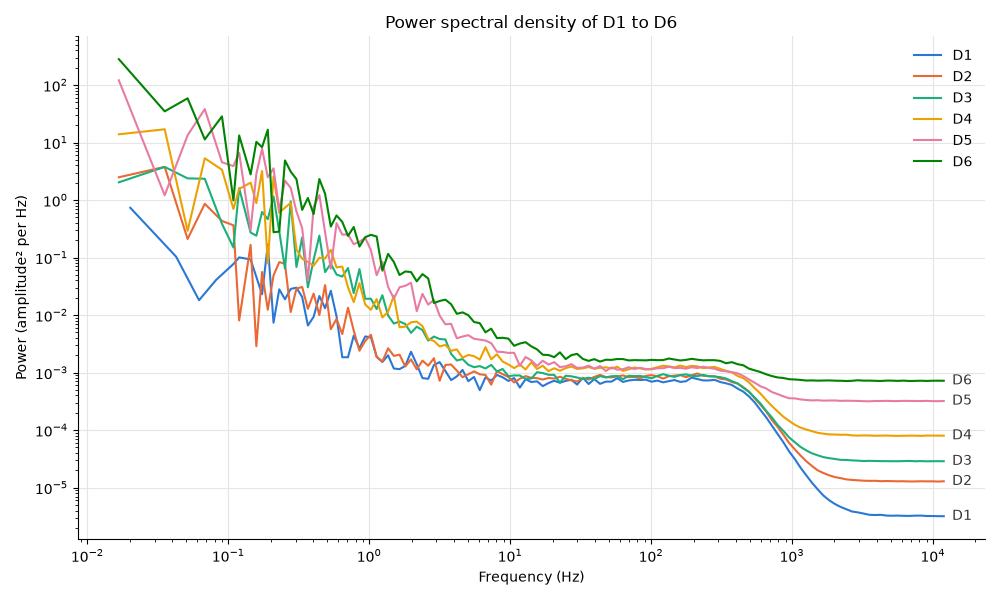 Power spectral density of D1 to D6
D1
D2
D3
D4
D5
D6
Power (amplitude² per Hz)
10²
10¹
10⁰
10⁻¹
10⁻²
10⁻³
10⁻⁴
10⁻⁵
D6
D5
D4
D3
D2
D1
10⁻² 10⁻¹ 10⁰ 10¹ 10² 10³ 10⁴
Frequency (Hz)